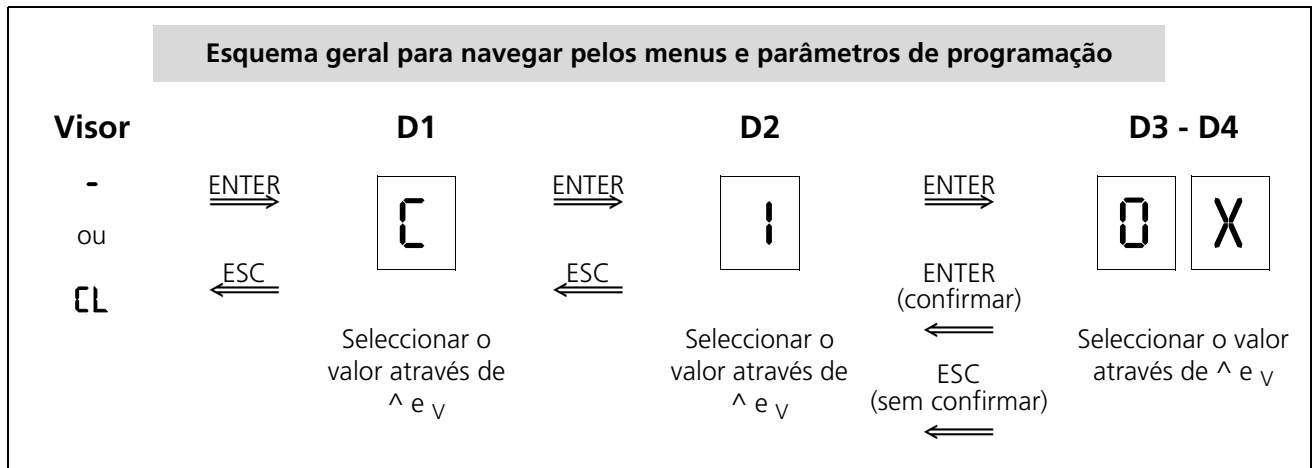 Esquema geral para navegar pelos menus e parâmetros de programação
Visor
D1
D2
D3 - D4
-
ou
CL
ENTER
ESC
C
Seleccionar o
valor através de
^ e v
ENTER
ESC
1
Seleccionar o
valor através de
^ e v
ENTER
ENTER
(confirmar)
ESC
(sem confirmar)
0 X
Seleccionar o valor
através de ^ e v